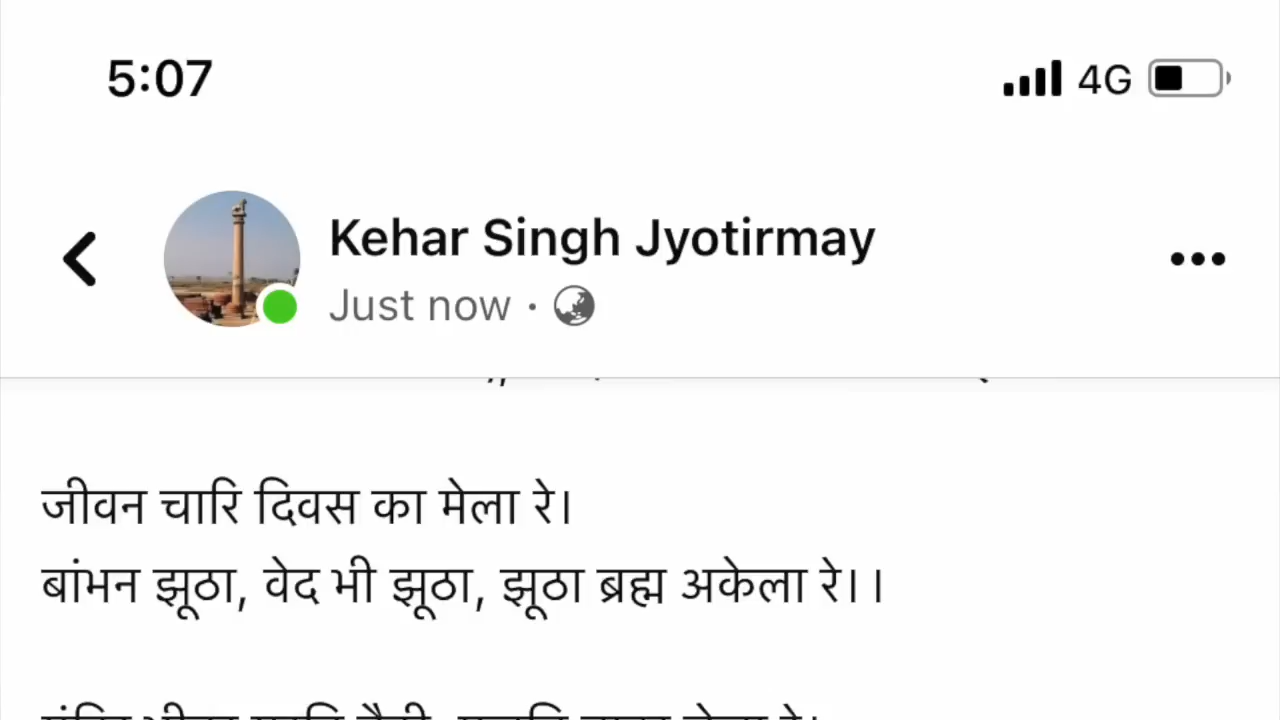 5:07 4G
Kehar Singh Jyotirmay
Just now ·
जीवन चारि दिवस का मेला रे।
बांभन झूठा, वेद भी झूठा, झूठा ब्रह्म अकेला रे।।